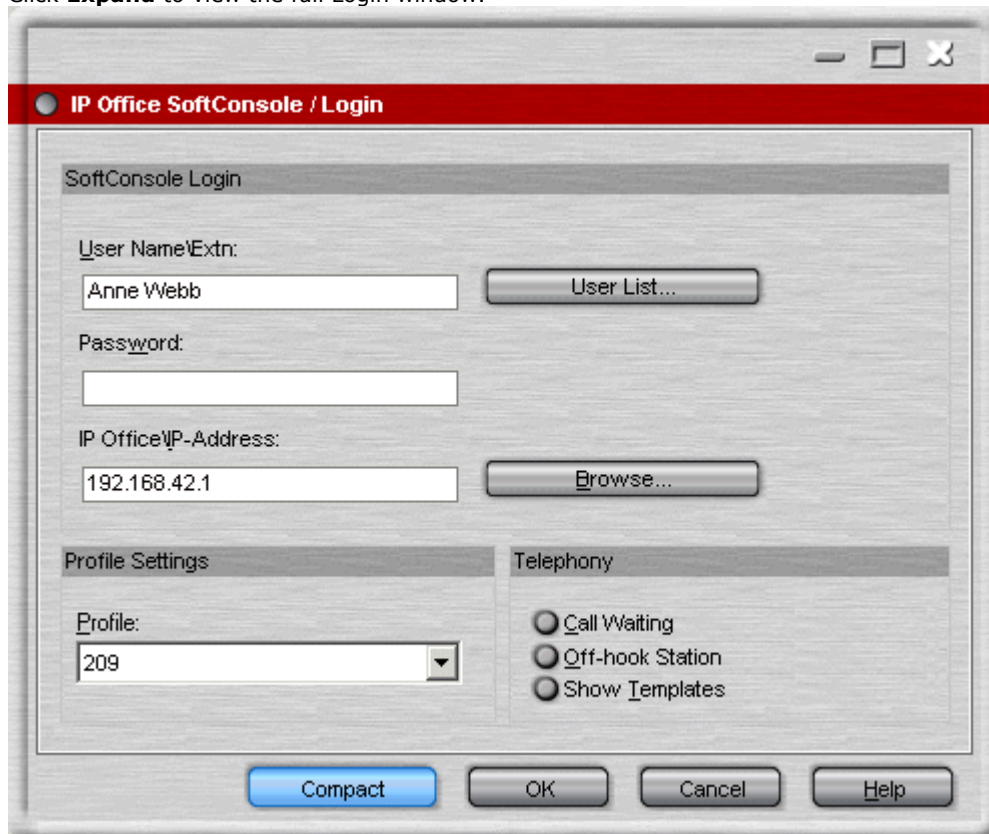 Click Expand to view the full Login window.
IP Office SoftConsole / Login
SoftConsole Login
User Name\Extn:
Anne Webb
User List...
Password:
IP Office\IP-Address:
192.168.42.1
Browse...
Profile Settings
Profile:
209
Telephony
Call Waiting
Off-hook Station
Show Templates
Compact
OK
Cancel
Help